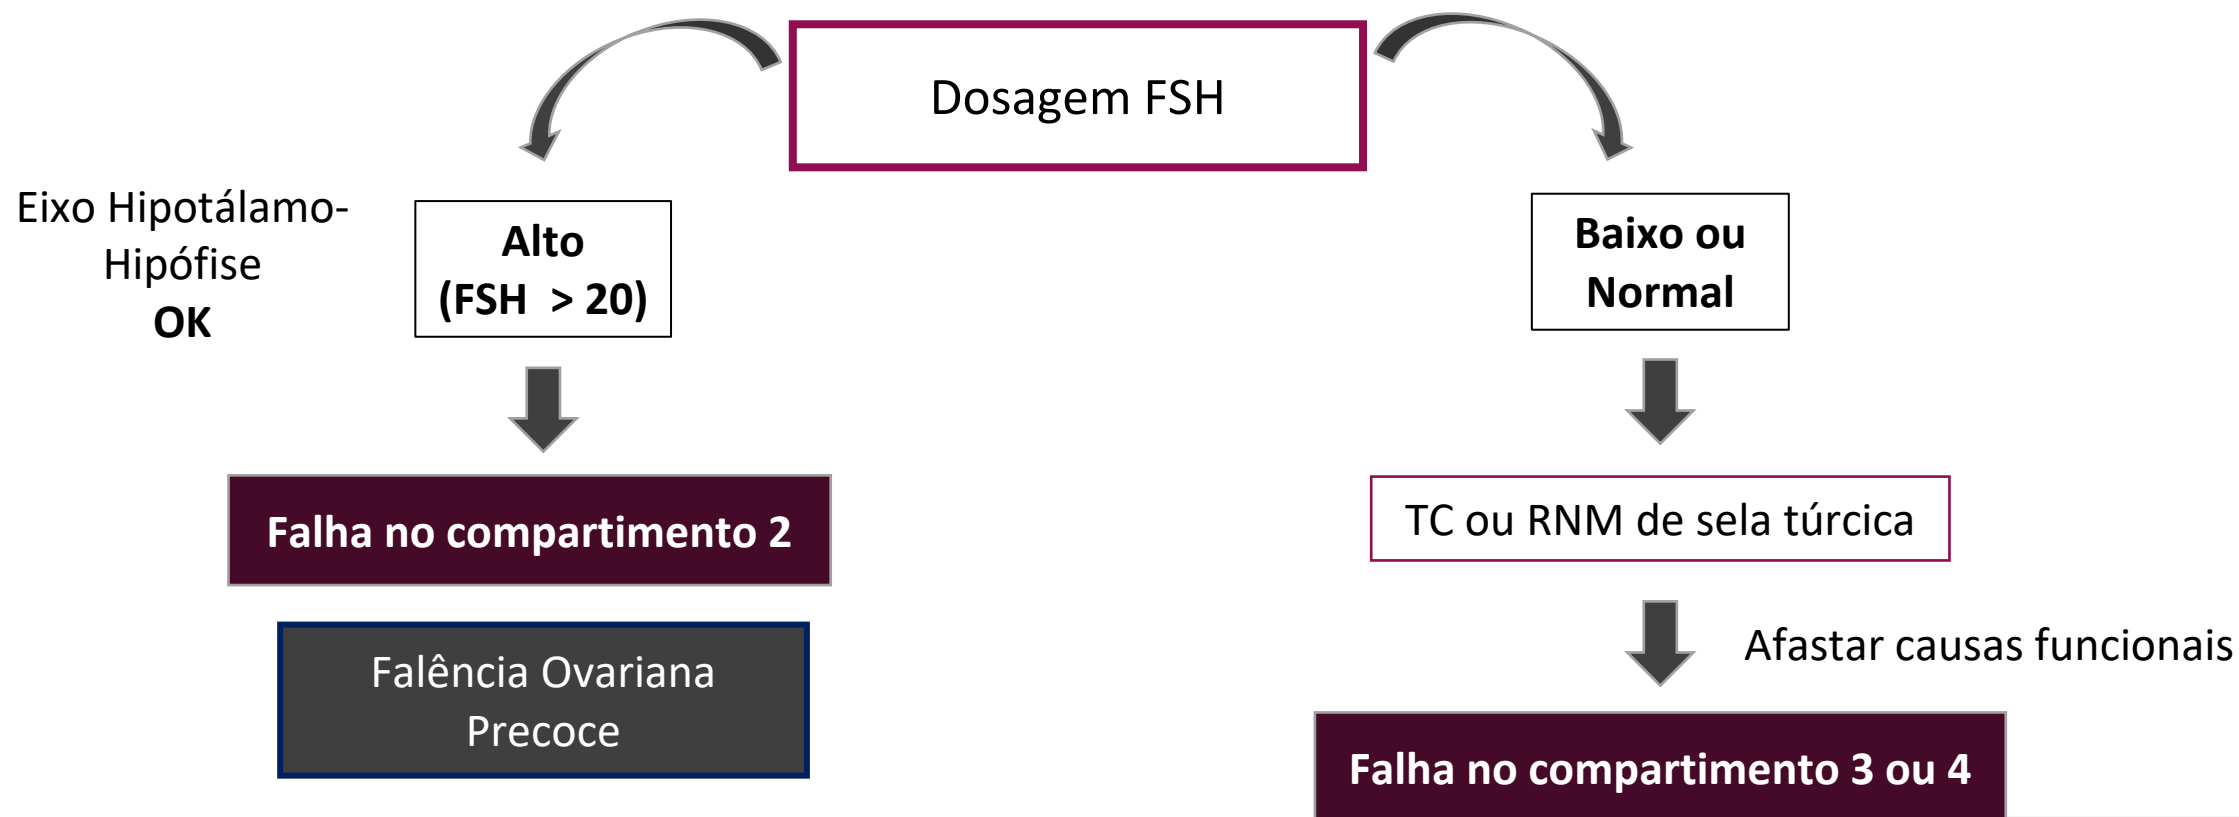 Dosagem FSH
Eixo Hipotálamo-
Hipófise
OK
Alto
(FSH > 20)
Baixo ou
Normal
Falha no compartimento 2
TC ou RNM de sela túrcica
Falência Ovariana
Precoce
Afastar causas funcionais
Falha no compartimento 3 ou 4